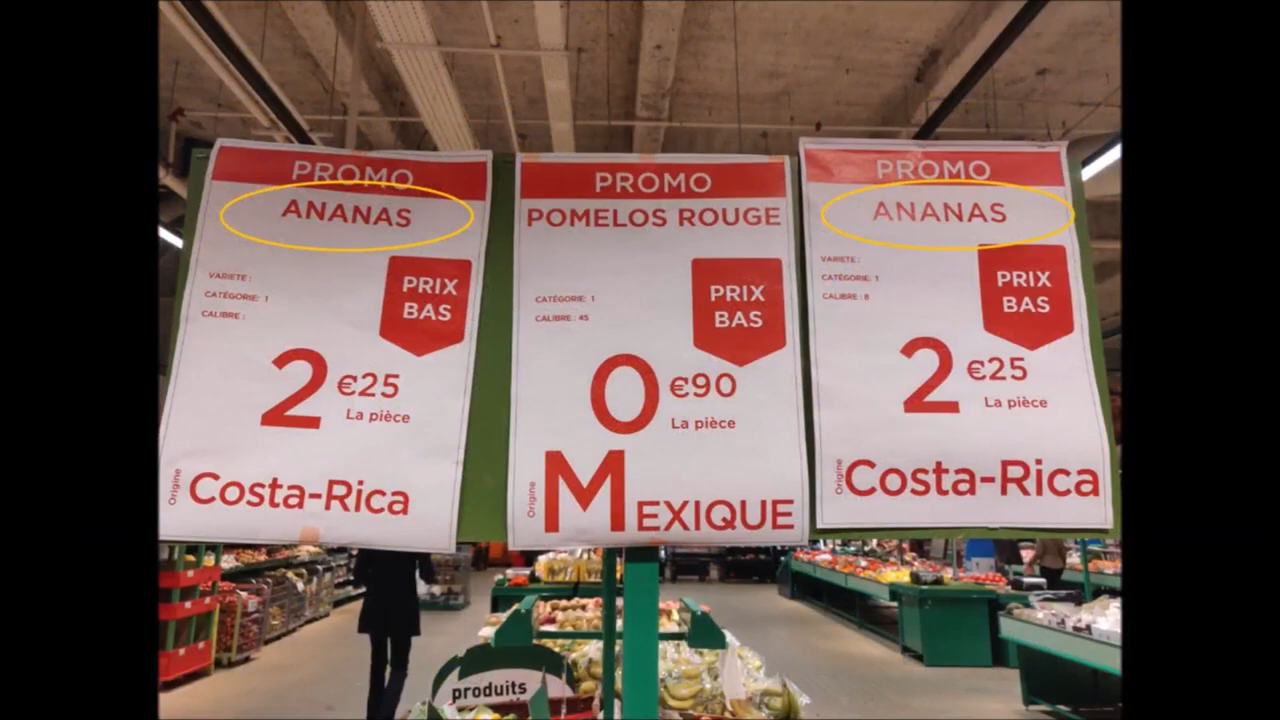 PROMO
ANANAS
VARIETE :
CATÉGORIE: 1
CALIBRE :
PRIX
BAS
2 €25
La pièce
Origine
Costa-Rica
PROMO
POMELOS ROUGE
CATÉGORIE: 1
CALIBRE : 45
PRIX
BAS
0 €90
La pièce
Origine
MEXIQUE
PROMO
ANANAS
VARIETE :
CATÉGORIE: 1
CALIBRE : 8
PRIX
BAS
2 €25
La pièce
Origine
Costa-Rica
produits